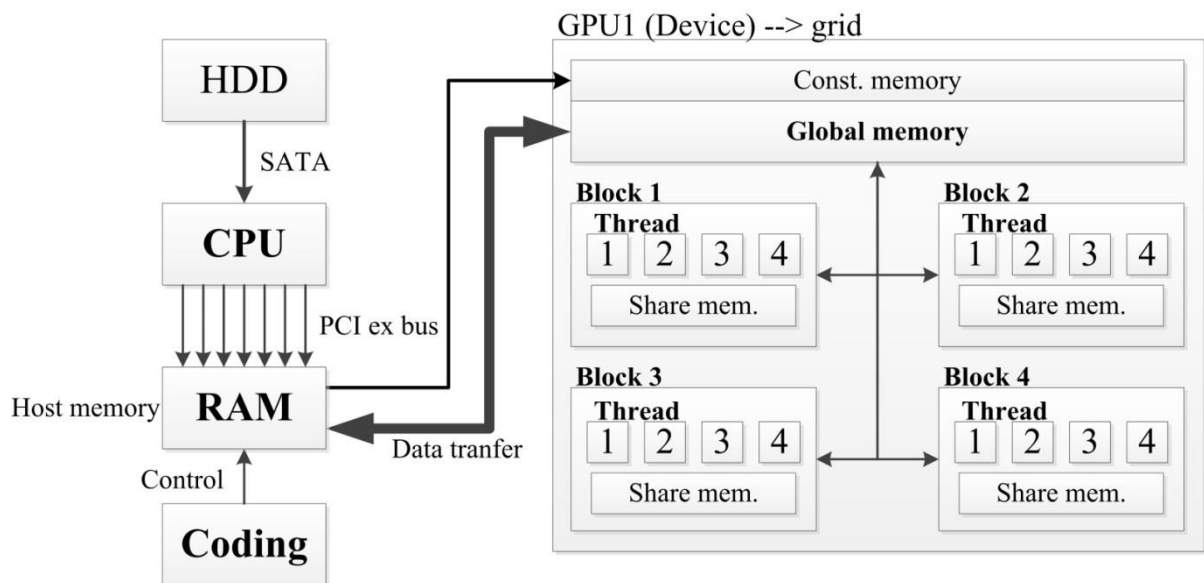 GPU1 (Device) --> grid
HDD
SATA
CPU
PCI ex bus
Host memory
RAM
Data tranfer
Control
Coding
Const. memory
Global memory
Block 1
Thread
1 2 3 4
Share mem.
Block 2
Thread
1 2 3 4
Share mem.
Block 3
Thread
1 2 3 4
Share mem.
Block 4
Thread
1 2 3 4
Share mem.